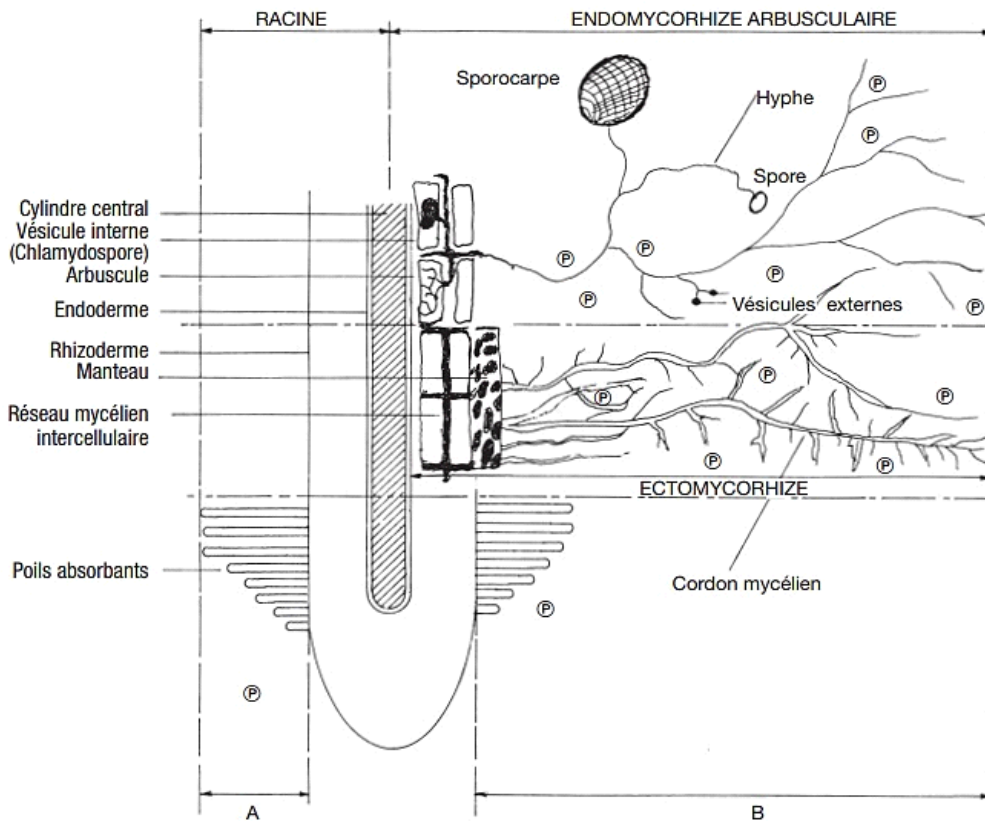 RACINE
ENDOMYCORHIZE ARBUSCULAIRE
Sporocarpe
Hyphe
Spore
P
P
P
P
P
P
P
P
Vésicules externes
Cylindre central
Vésicule interne
(Chlamydospore)
Arbuscule
Endoderme
Rhizoderme
Manteau
Réseau mycélien
intercellulaire
P
P
P
P
P
ECTOMYCORHIZE
Cordon mycélien
Poils absorbants
P
P
A
B